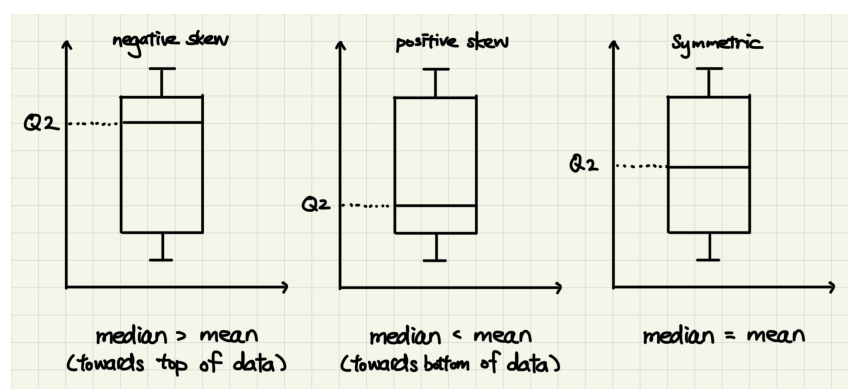 negative skew
positive skew
Symmetric
Q2
Q2
Q2
median > mean
(towards top of data)
median < mean
(towards bottom of data)
median = mean